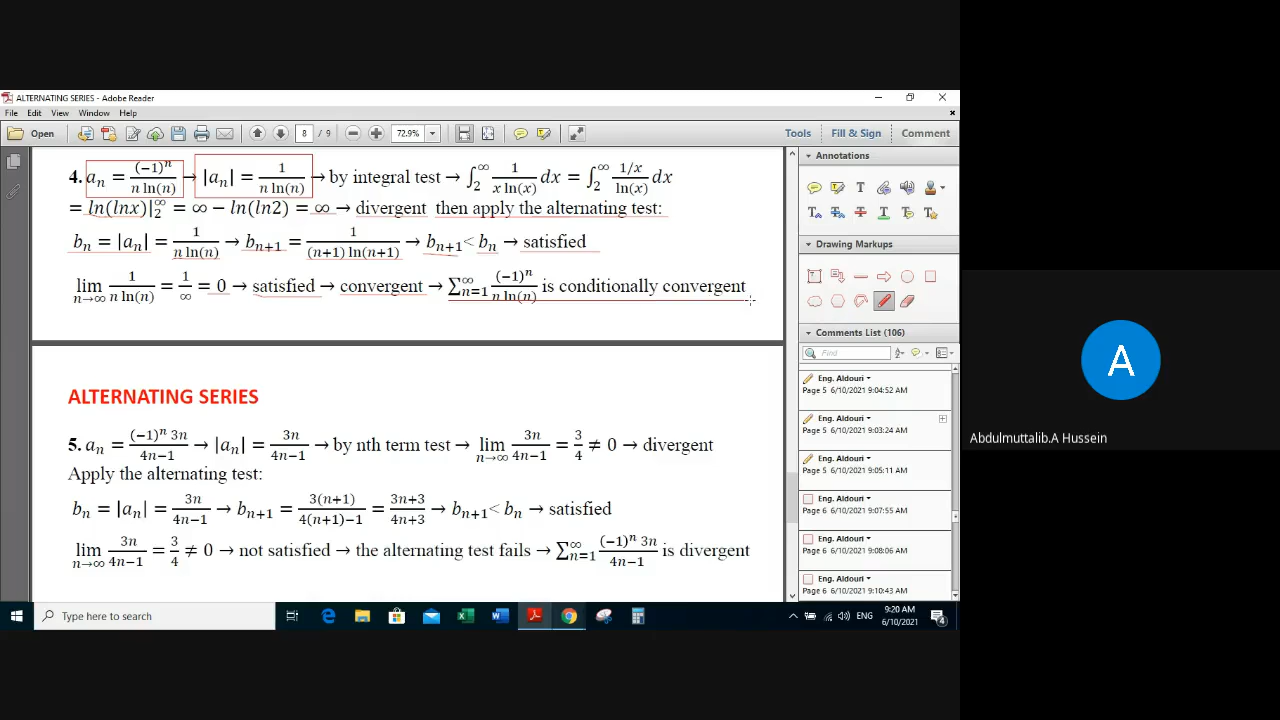 ALTERNATING SERIES - Adobe Reader
File Edit View Window Help
Open 8 / 9 72.9% Tools Fill & Sign Comment
4. aₙ = (-1)ⁿ/(n ln(n)) → |aₙ| = 1/(n ln(n)) → by integral test → ∫₂^∞ 1/(x ln(x)) dx = ∫₂^∞ (1/x)/ln(x) dx
= ln(lnx)|₂^∞ = ∞ − ln(ln2) = ∞ → divergent then apply the alternating test:
bₙ = |aₙ| = 1/(n ln(n)) → bₙ₊₁ = 1/((n+1) ln(n+1)) → bₙ₊₁< bₙ → satisfied
lim n→∞ 1/(n ln(n)) = 1/∞ = 0 → satisfied → convergent → ∑ₙ₌₁^∞ (-1)ⁿ/(n ln(n)) is conditionally convergent
ALTERNATING SERIES
5. aₙ = (-1)ⁿ 3n/(4n-1) → |aₙ| = 3n/(4n-1) → by nth term test → lim n→∞ 3n/(4n-1) = 3/4 ≠ 0 → divergent
Apply the alternating test:
bₙ = |aₙ| = 3n/(4n-1) → bₙ₊₁ = 3(n+1)/(4(n+1)-1) = (3n+3)/(4n+3) → bₙ₊₁< bₙ → satisfied
lim n→∞ 3n/(4n-1) = 3/4 ≠ 0 → not satisfied → the alternating test fails → ∑ₙ₌₁^∞ (-1)ⁿ 3n/(4n-1) is divergent
Annotations
Drawing Markups
Comments List (106)
Find
Eng. Aldouri
Page 5 6/10/2021 9:04:52 AM
Eng. Aldouri
Page 5 6/10/2021 9:03:24 AM
Eng. Aldouri
Page 5 6/10/2021 9:05:11 AM
Eng. Aldouri
Page 6 6/10/2021 9:07:55 AM
Eng. Aldouri
Page 6 6/10/2021 9:08:06 AM
Eng. Aldouri
Page 6 6/10/2021 9:10:43 AM
Type here to search
ENG
9:20 AM
6/10/2021
4
A
Abdulmuttalib.A Hussein